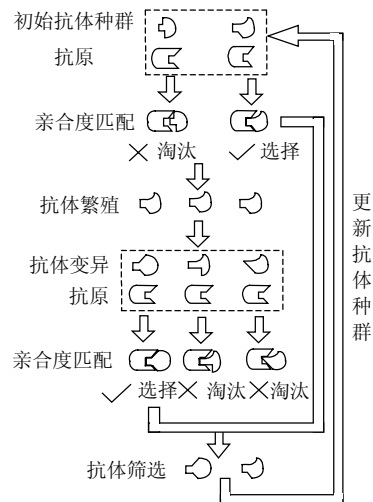 初始抗体种群
抗原
亲合度匹配
淘汰 选择
抗体繁殖
抗体变异
抗原
亲合度匹配
选择 淘汰 淘汰
抗体筛选
更新抗体种群